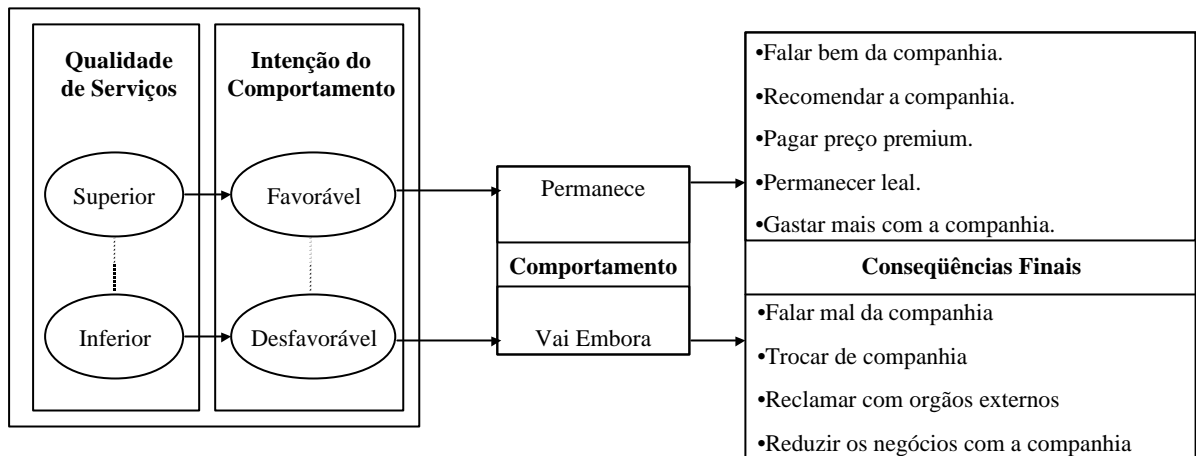 Qualidade
de Serviços
Intenção do
Comportamento
Superior
Favorável
Inferior
Desfavorável
Permanece
Comportamento
Vai Embora
•Falar bem da companhia.
•Recomendar a companhia.
•Pagar preço premium.
•Permanecer leal.
•Gastar mais com a companhia.
Conseqüências Finais
•Falar mal da companhia
•Trocar de companhia
•Reclamar com orgãos externos
•Reduzir os negócios com a companhia